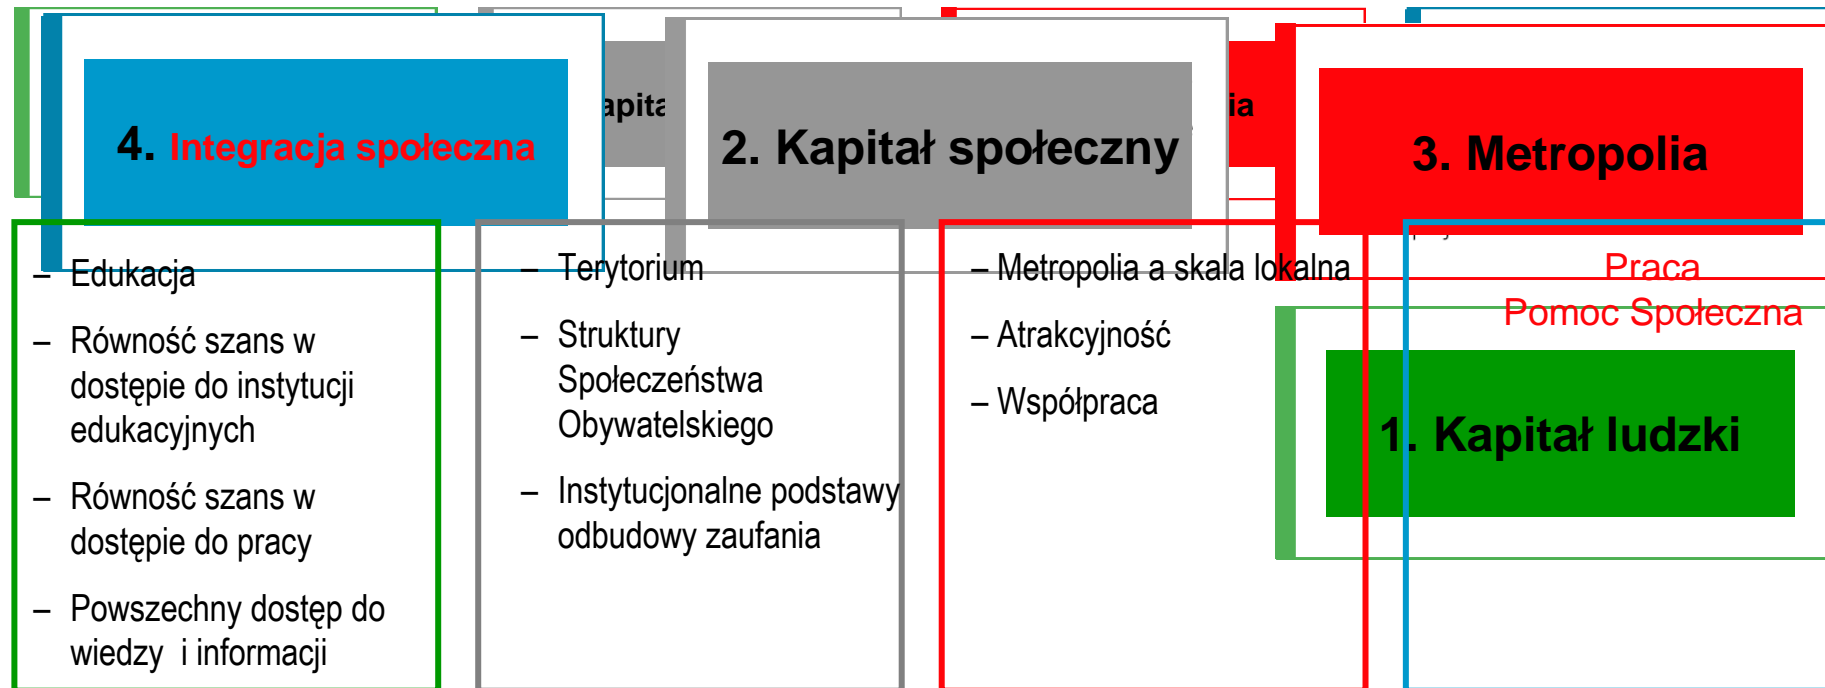 4. Integracja społeczna
2. Kapitał społeczny
3. Metropolia
– Edukacja
– Równość szans w
dostępie do instytucji
edukacyjnych
– Równość szans w
dostępie do pracy
– Powszechny dostęp do
wiedzy i informacji
– Terytorium
– Struktury
Społeczeństwa
Obywatelskiego
– Instytucjonalne podstawy
odbudowy zaufania
– Metropolia a skala lokalna
– Atrakcyjność
– Współpraca
Praca
Pomoc Społeczna
1. Kapitał ludzki